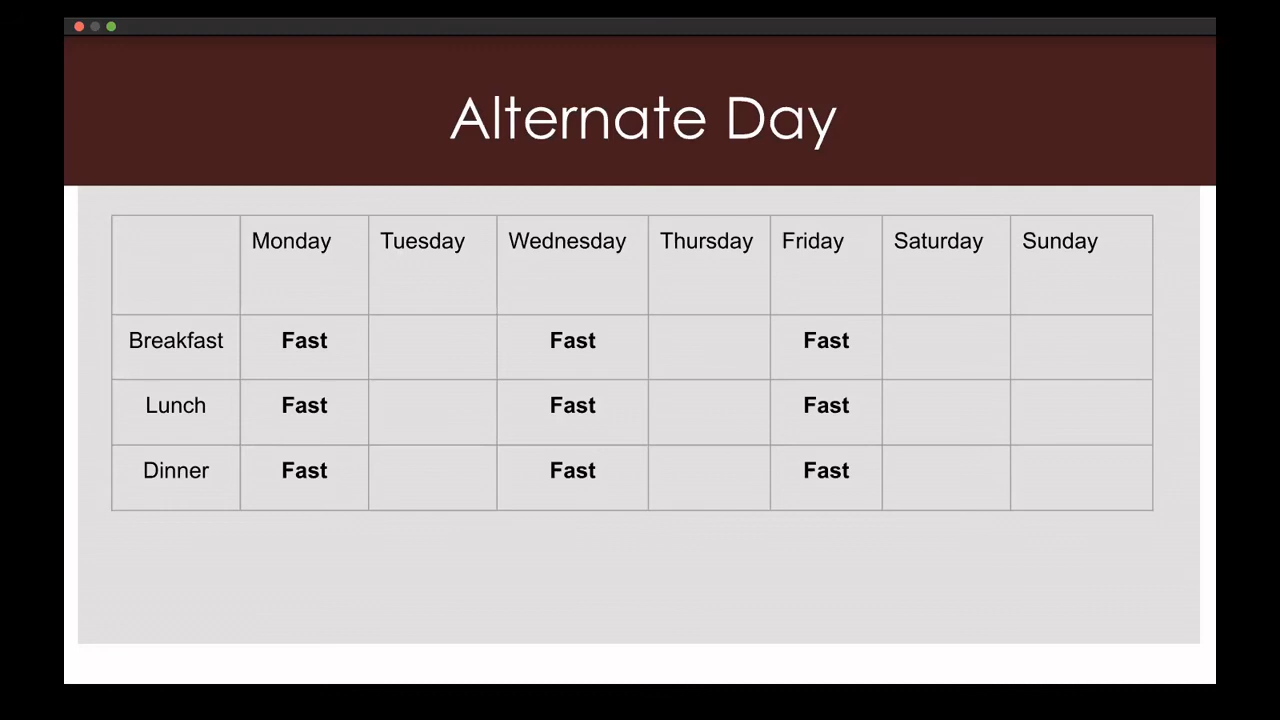 Alternate Day
Monday Tuesday Wednesday Thursday Friday Saturday Sunday
Breakfast Fast Fast Fast
Lunch Fast Fast Fast
Dinner Fast Fast Fast